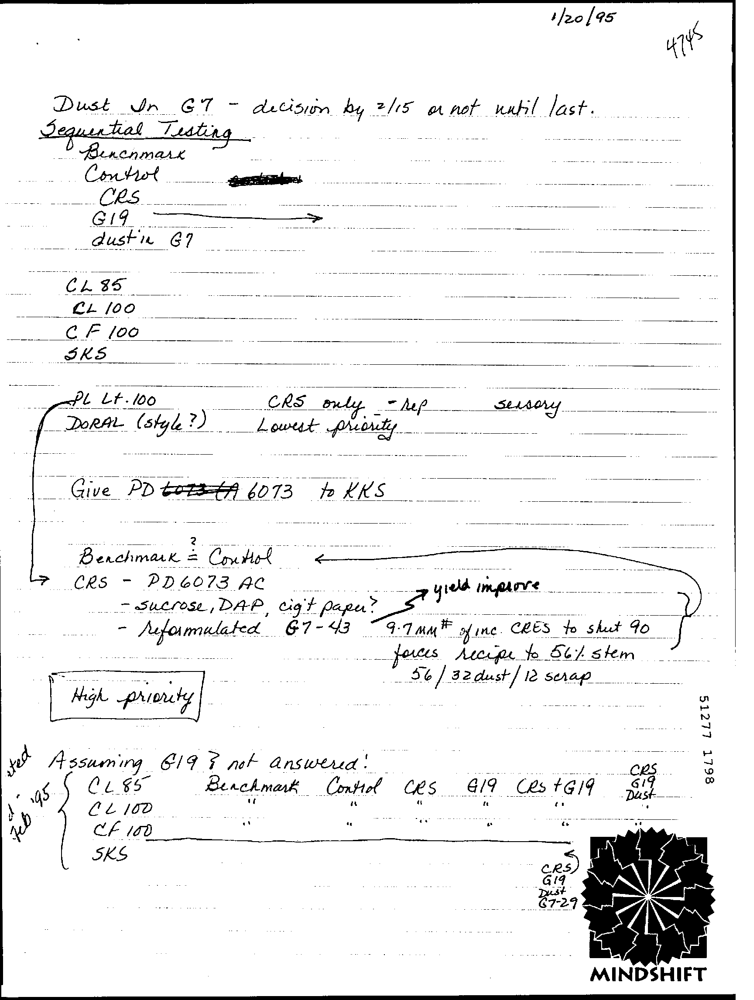 1/20/95
4745
Dust In G7 - decision by 2/15 or not until last.
Sequential Testing
Benchmark
Control
CRS
G19
dust in G7
CL 85
CL 100
CF 100
SKS
PL Lt. 100 CRS only - rep sensory
DORAL (style?) Lowest priority
Give PD 6073 to KKS
Benchmark ≟ Control
CRS - PD6073 AC yield improve
- sucrose, DAP, cig't paper?
- reformulated G7-43 9.7 MM# of inc. CRES to shut 90
forces recipe to 56% stem
56/32 dust/12 scrap
High priority
51277 1798
Assuming G19 ? not answered!
CL 85 Benchmark Control CRS G19 CRS + G19 CRS G19 Dust
CL 100 " " " " " "
CF 100 " " " " " "
SKS
Feb '95
CRS
G19
Dust
G7-29
MINDSHIFT